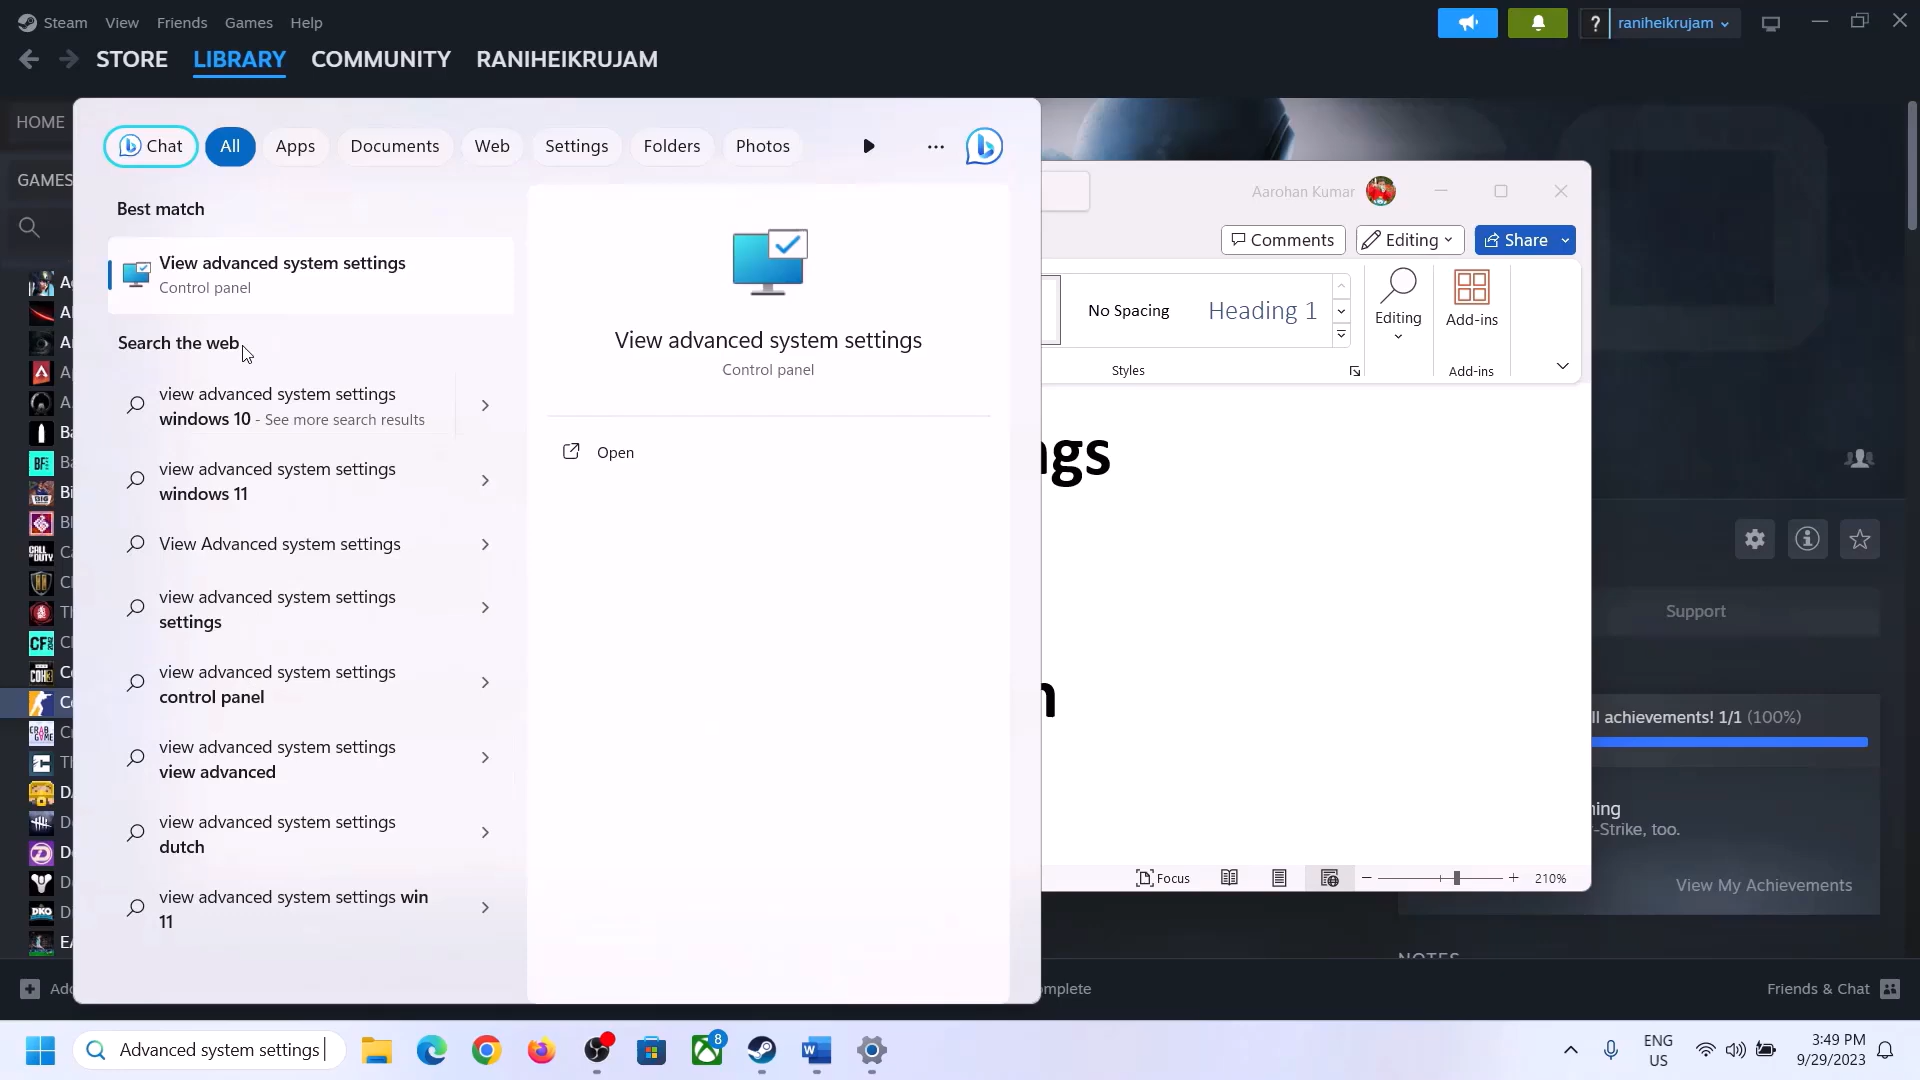 Steam View Friends Games Help
raniheikrujam
STORE LIBRARY COMMUNITY RANIHEIKRUJAM
HOME
GAMES
Chat All Apps Documents Web Settings Folders Photos
Best match
View advanced system settings
Control panel
Search the web
view advanced system settings
windows 10 - See more search results
view advanced system settings
windows 11
View Advanced system settings
view advanced system settings
settings
view advanced system settings
control panel
view advanced system settings
view advanced
view advanced system settings
dutch
view advanced system settings win
11
View advanced system settings
Control panel
Open
Aarohan Kumar
Comments Editing Share
No Spacing Heading 1
Editing
Add-ins
Styles
Add-ins
ngs
n
Focus
210%
Support
ll achievements! 1/1 (100%)
ning
-Strike, too.
View My Achievements
NOTES
Add
mplete
Friends & Chat
Advanced system settings
8
ENG
US
3:49 PM
9/29/2023